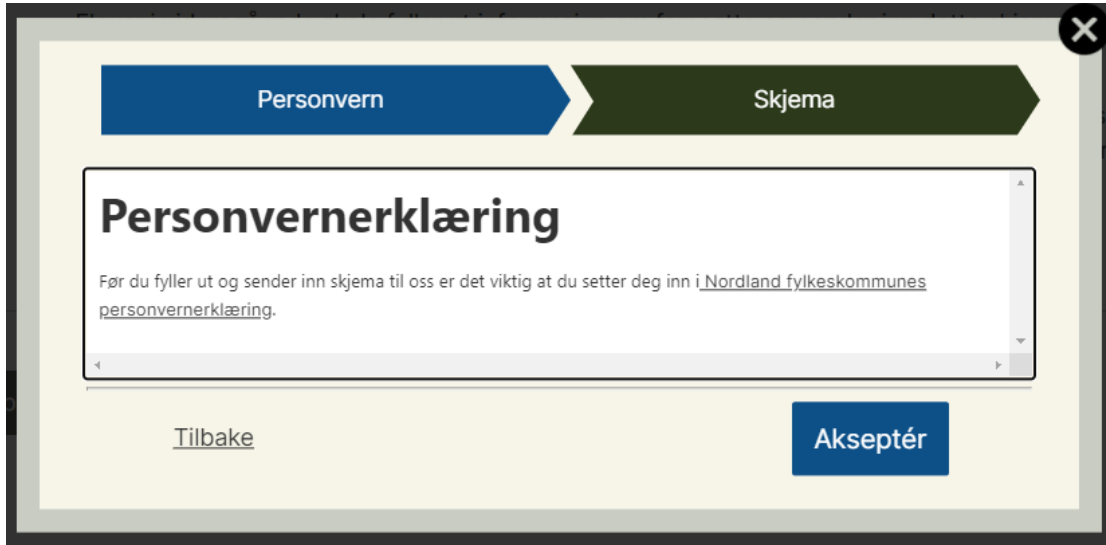 Personvern
Skjema
Personvernerklæring
Før du fyller ut og sender inn skjema til oss er det viktig at du setter deg inn i Nordland fylkeskommunes
personvernerklæring.
Tilbake
Akseptér